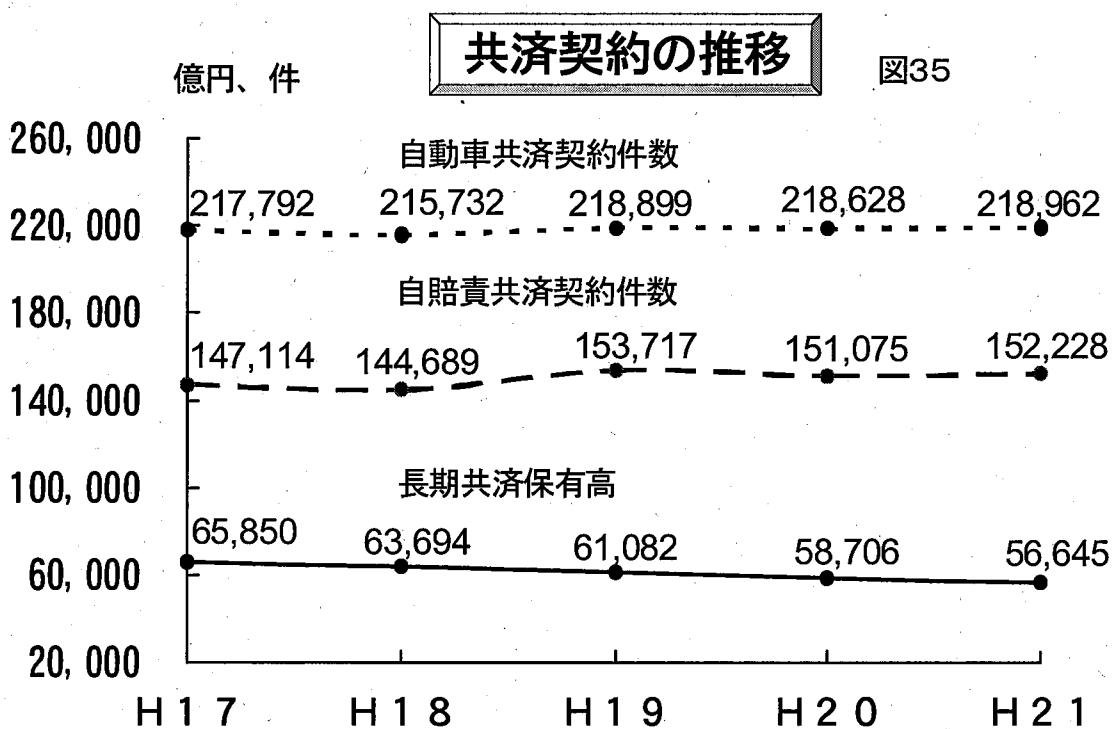 共済契約の推移
図35
億円、件
260,000
220,000
180,000
140,000
100,000
60,000
20,000
自動車共済契約件数
217,792 215,732 218,899 218,628 218,962
自賠責共済契約件数
147,114 144,689 153,717 151,075 152,228
長期共済保有高
65,850 63,694 61,082 58,706 56,645
H17 H18 H19 H20 H21